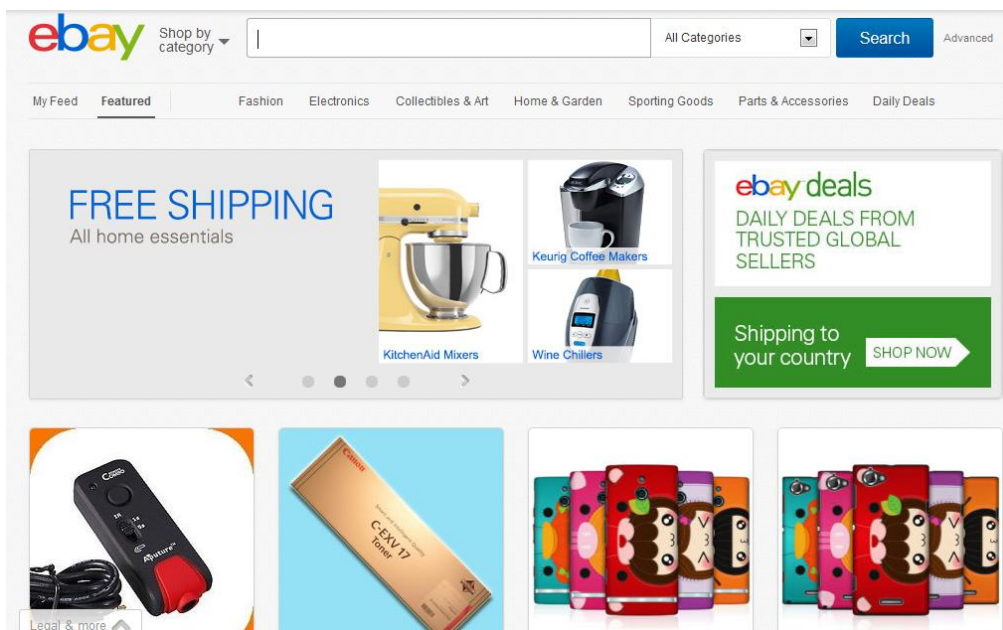 ebay
Shop by
category
All Categories
Search
Advanced
My Feed
Featured
Fashion
Electronics
Collectibles & Art
Home & Garden
Sporting Goods
Parts & Accessories
Daily Deals
FREE SHIPPING
All home essentials
KitchenAid Mixers
Keurig Coffee Makers
Wine Chillers
ebay deals
DAILY DEALS FROM
TRUSTED GLOBAL
SELLERS
Shipping to
your country
SHOP NOW
Aputure™
Canon
C-EXV 17
Toner
Legal & more